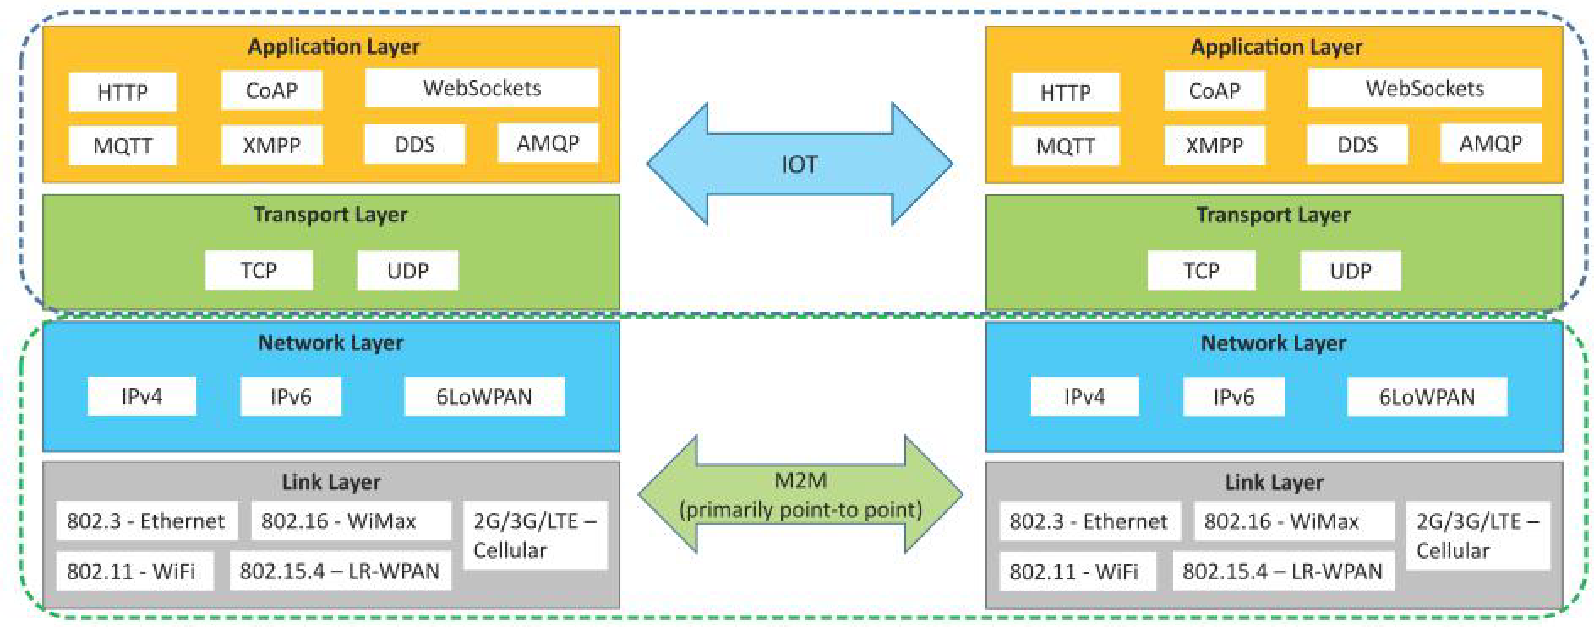 Application Layer
HTTP
CoAP
WebSockets
MQTT
XMPP
DDS
AMQP
Transport Layer
TCP
UDP
Network Layer
IPv4
IPv6
6LoWPAN
Link Layer
802.3 - Ethernet
802.16 - WiMax
2G/3G/LTE –
Cellular
802.11 - WiFi
802.15.4 – LR-WPAN
IOT
M2M
(primarily point-to point)
Application Layer
HTTP
CoAP
WebSockets
MQTT
XMPP
DDS
AMQP
Transport Layer
TCP
UDP
Network Layer
IPv4
IPv6
6LoWPAN
Link Layer
802.3 - Ethernet
802.16 - WiMax
2G/3G/LTE –
Cellular
802.11 - WiFi
802.15.4 – LR-WPAN